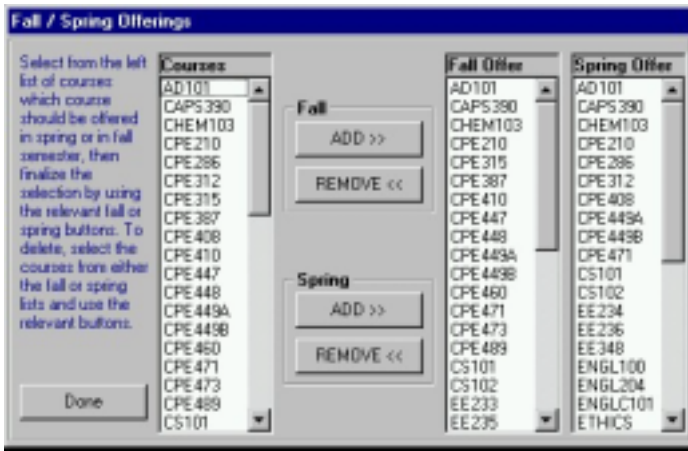 Fall / Spring Offerings
Select from the left
list of courses
which course
should be offered
in spring or in fall
semester, then
finalize the
selection by using
the relevant fall or
spring buttons. To
delete, select the
courses from either
the fall or spring
lists and use the
relevant buttons.
Done
Courses
AD101
CAPS390
CHEM103
CPE210
CPE286
CPE312
CPE315
CPE387
CPE408
CPE410
CPE447
CPE448
CPE449A
CPE449B
CPE460
CPE471
CPE473
CPE489
CS101
Fall
ADD >>
REMOVE <<
Spring
ADD >>
REMOVE <<
Fall Offer
AD101
CAPS390
CHEM103
CPE210
CPE315
CPE387
CPE410
CPE447
CPE448
CPE449A
CPE449B
CPE460
CPE471
CPE473
CPE489
CS101
CS102
EE233
EE235
Spring Offer
AD101
CAPS390
CHEM103
CPE210
CPE286
CPE312
CPE408
CPE449A
CPE449B
CPE471
CS101
CS102
EE234
EE236
EE348
ENGL100
ENGL204
ENGLC101
ETHICS